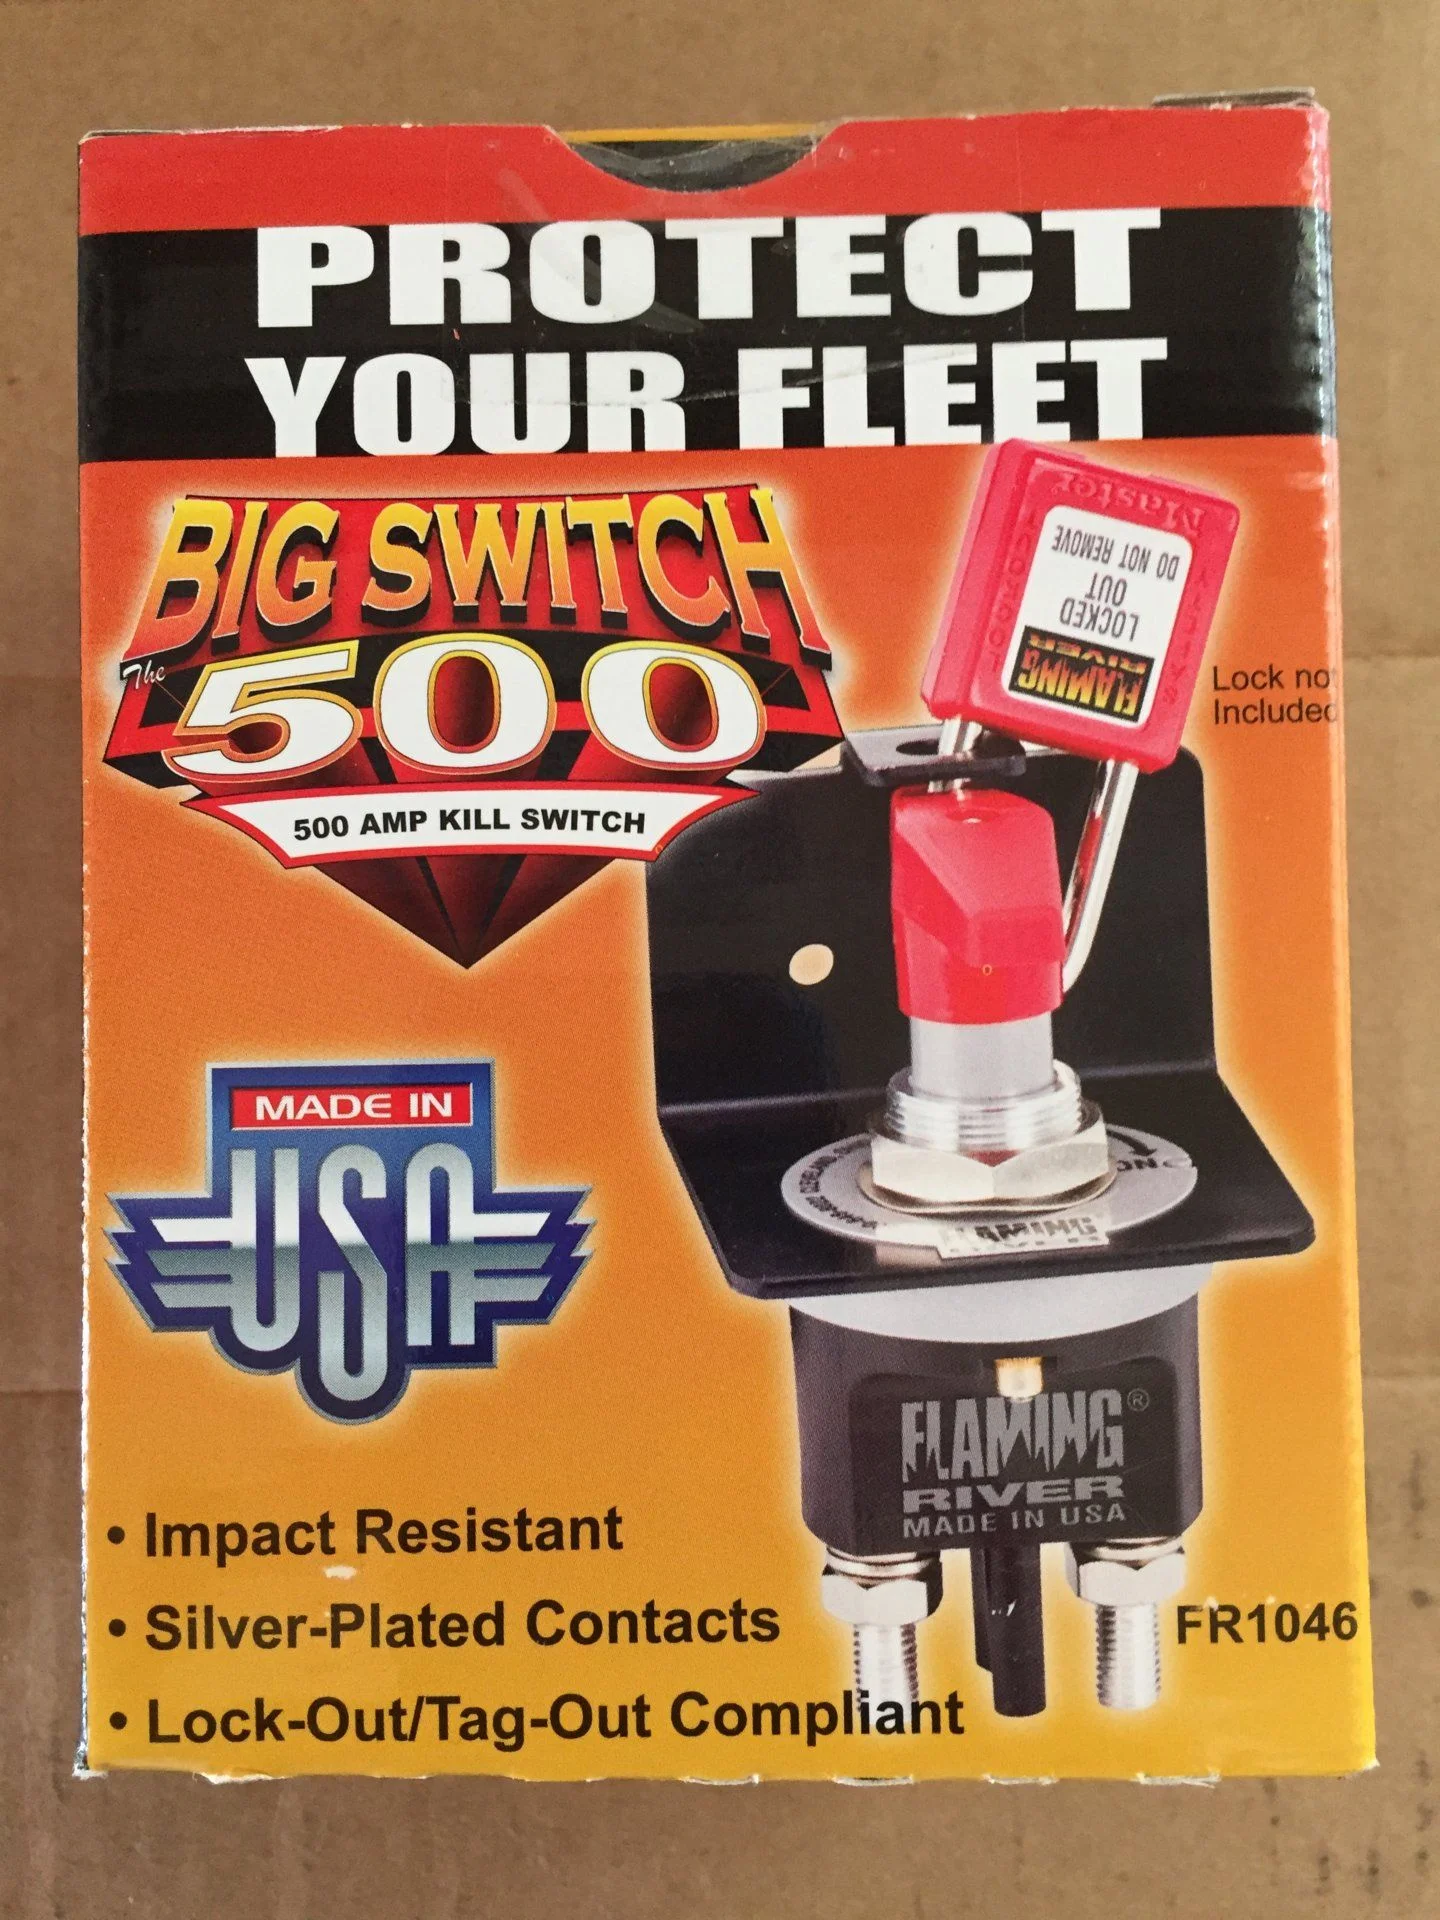 PROTECT
YOUR FLEET
BIG SWITCH
The 500
500 AMP KILL SWITCH
Master
LOCKED
OUT
DO NOT REMOVE
FLAMING
RIVER
Lock not
Included
MADE IN
USA
ON
FLAMING
FLAMING®
RIVER
MADE IN USA
• Impact Resistant
• Silver-Plated Contacts
• Lock-Out/Tag-Out Compliant
FR1046